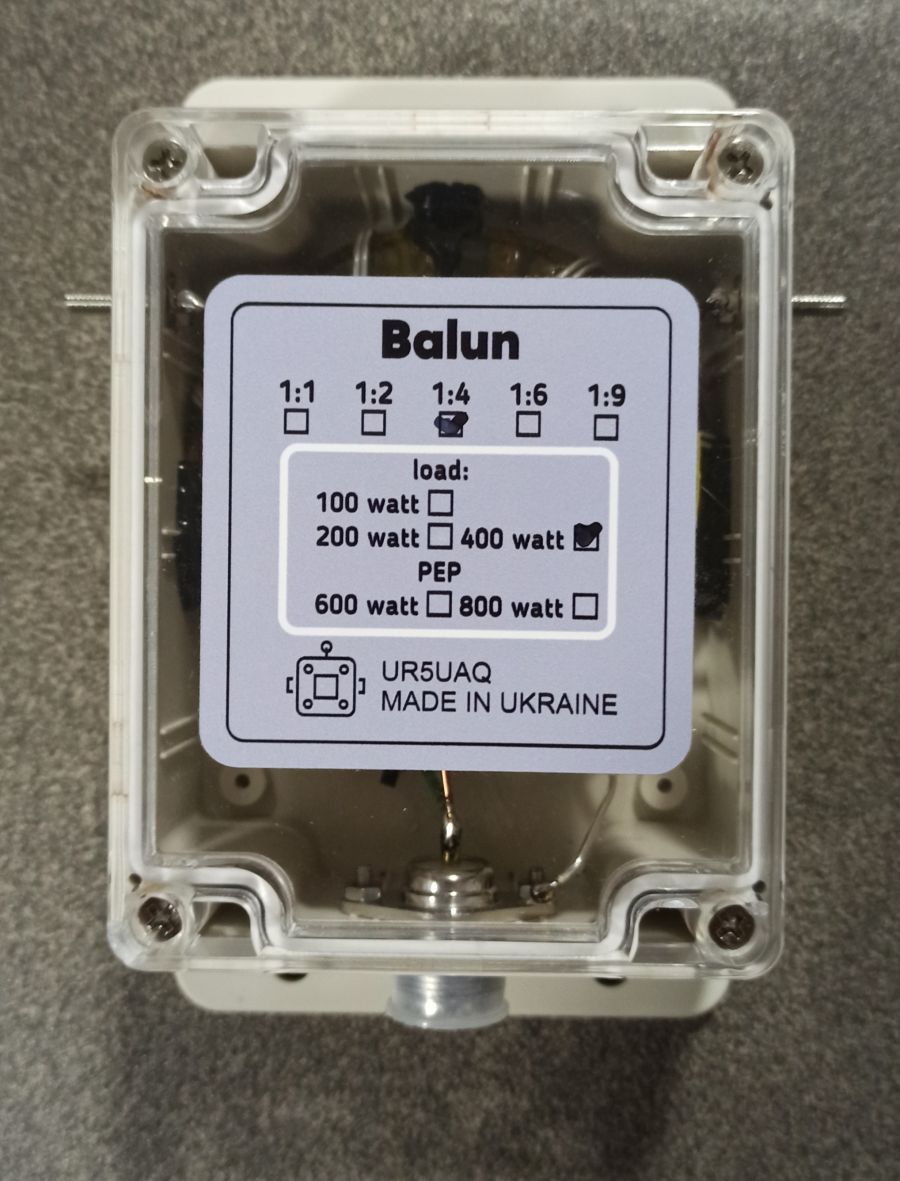 Balun
1:1 1:2 1:4 1:6 1:9
load:
100 watt
200 watt 400 watt
PEP
600 watt 800 watt
UR5UAQ
MADE IN UKRAINE